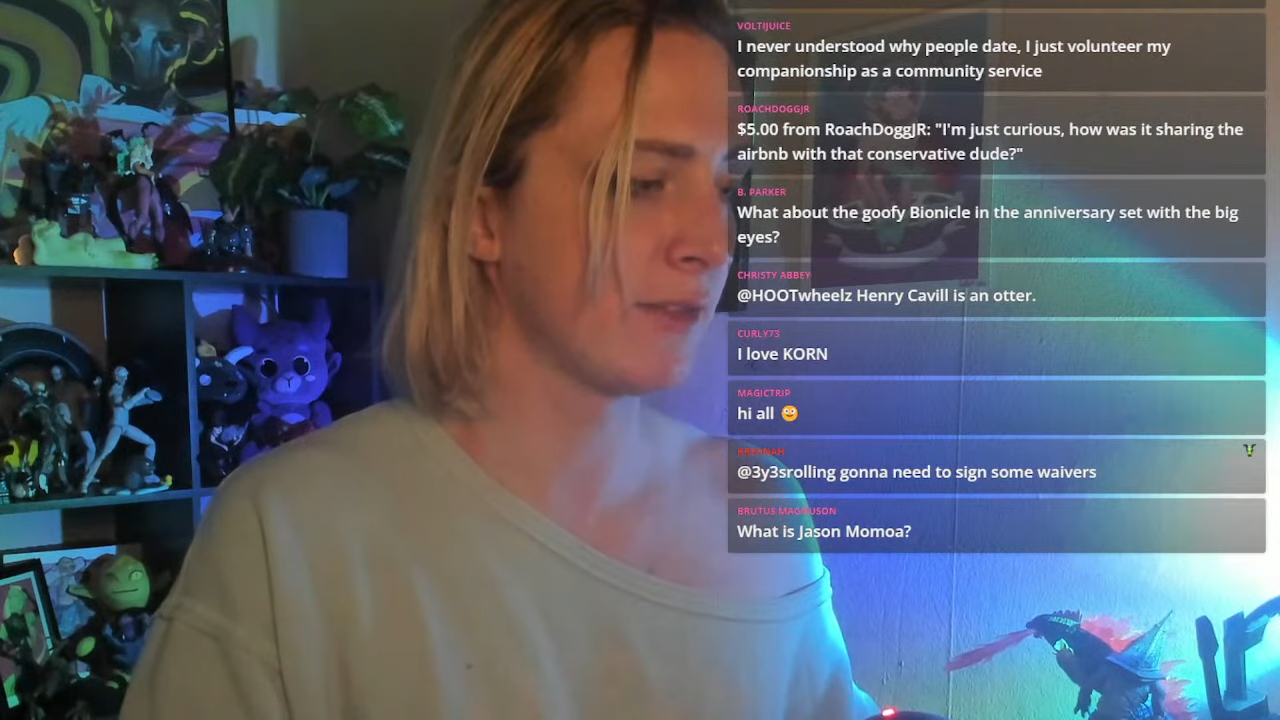 VOLTIJUICE
I never understood why people date, I just volunteer my
companionship as a community service
ROACHDOGGJR
$5.00 from RoachDoggJR: "I'm just curious, how was it sharing the
airbnb with that conservative dude?"
B. PARKER
What about the goofy Bionicle in the anniversary set with the big
eyes?
CHRISTY ABBEY
@HOOTwheelz Henry Cavill is an otter.
CURLY73
I love KORN
MAGICTRIP
hi all
@3y3srolling gonna need to sign some waivers
BRUTUS MAGNUSON
What is Jason Momoa?